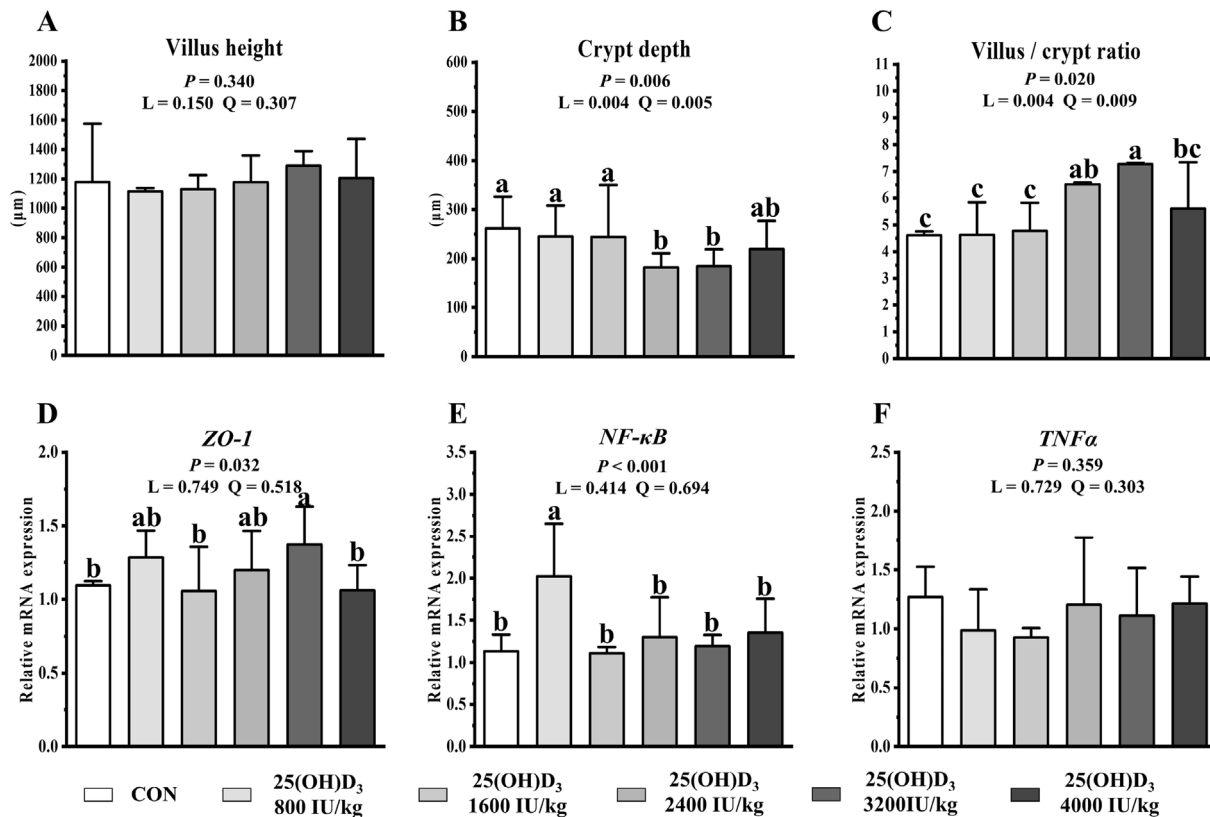 A
Villus height
P = 0.340
L = 0.150 Q = 0.307
2000
1800
1600
1400
1200
1000
800
600
400
200
0
(μm)
B
Crypt depth
P = 0.006
L = 0.004 Q = 0.005
600
500
400
300
200
100
0
(μm)
a
a
a
b
b
ab
C
Villus / crypt ratio
P = 0.020
L = 0.004 Q = 0.009
11
10
9
8
7
6
5
4
3
2
1
0
c
c
c
ab
a
bc
D
ZO-1
P = 0.032
L = 0.749 Q = 0.518
2.0
1.5
1.0
0.5
0.0
Relative mRNA expression
b
ab
b
ab
a
b
E
NF-κB
P < 0.001
L = 0.414 Q = 0.694
3.5
3.0
2.5
2.0
1.5
1.0
0.5
0.0
Relative mRNA expression
b
a
b
b
b
b
F
TNFα
P = 0.359
L = 0.729 Q = 0.303
2.5
2.0
1.5
1.0
0.5
0.0
Relative mRNA expression
CON
25(OH)D₃
800 IU/kg
25(OH)D₃
1600 IU/kg
25(OH)D₃
2400 IU/kg
25(OH)D₃
3200IU/kg
25(OH)D₃
4000 IU/kg